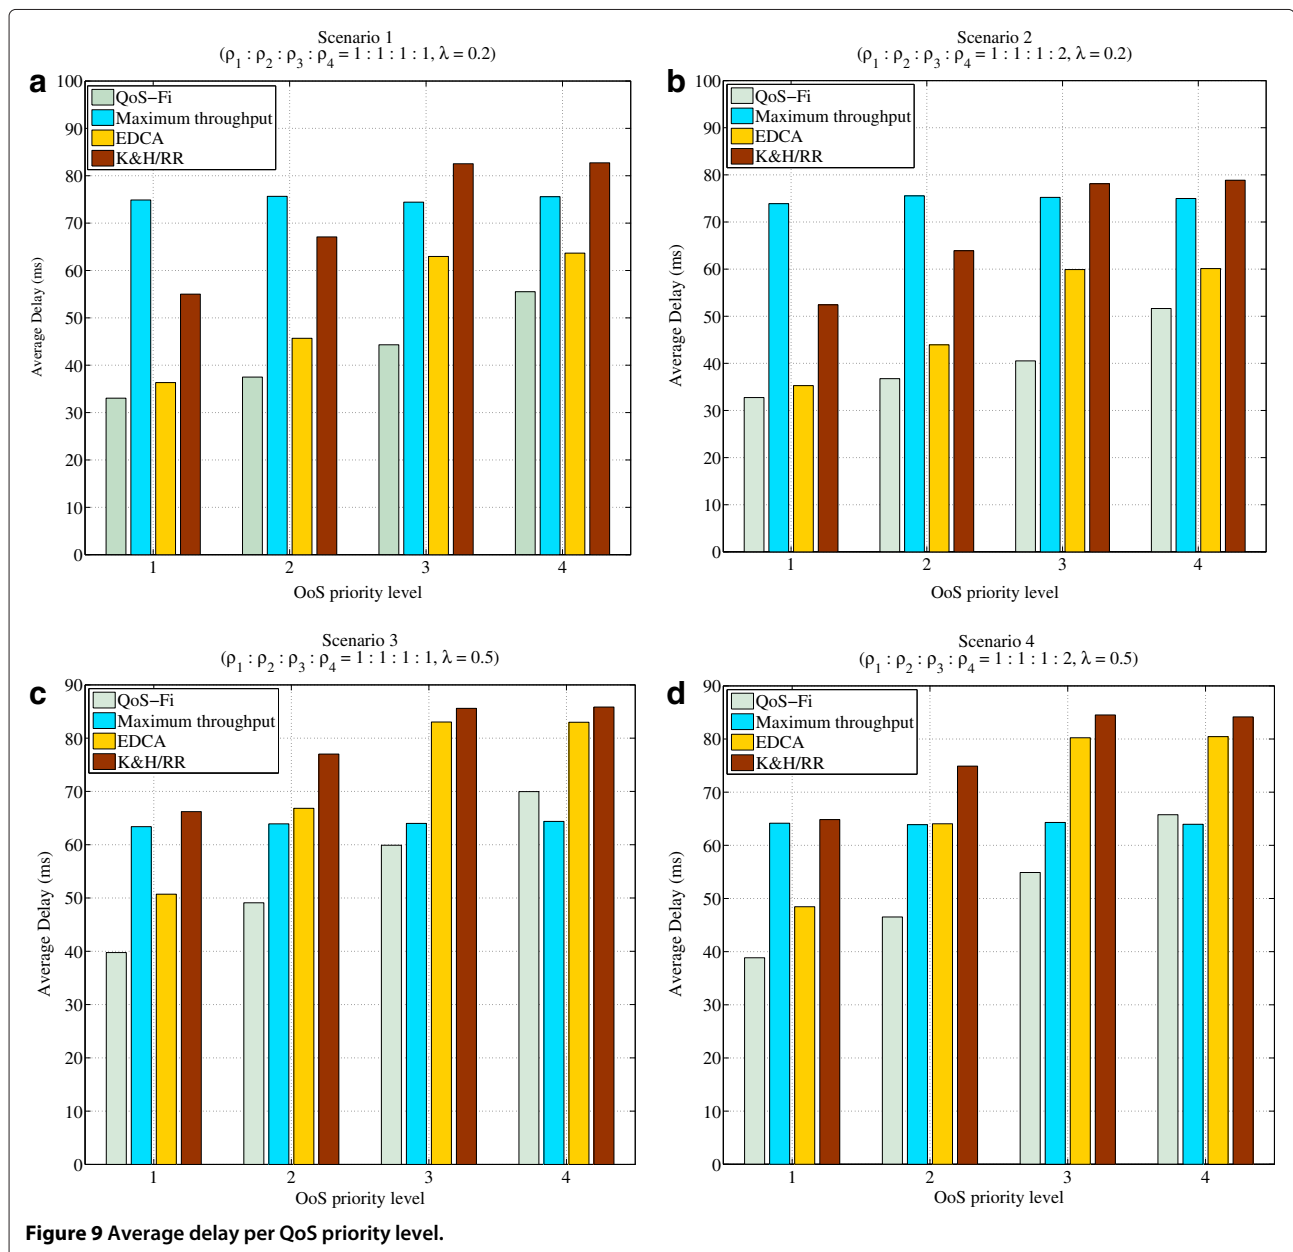 Scenario 1
(ρ1 : ρ2 : ρ3 : ρ4 = 1 : 1 : 1 : 1, λ = 0.2)
a
100
90
80
70
60
50
40
30
20
10
0
Average Delay (ms)
QoS−Fi
Maximum throughput
EDCA
K&H/RR
1 2 3 4
OoS priority level
Scenario 2
(ρ1 : ρ2 : ρ3 : ρ4 = 1 : 1 : 1 : 2, λ = 0.2)
b
100
90
80
70
60
50
40
30
20
10
0
Average Delay (ms)
QoS−Fi
Maximum throughput
EDCA
K&H/RR
1 2 3 4
OoS priority level
Scenario 3
(ρ1 : ρ2 : ρ3 : ρ4 = 1 : 1 : 1 : 1, λ = 0.5)
c
90
80
70
60
50
40
30
20
10
0
Average Delay (ms)
QoS−Fi
Maximum throughput
EDCA
K&H/RR
1 2 3 4
OoS priority level
Scenario 4
(ρ1 : ρ2 : ρ3 : ρ4 = 1 : 1 : 1 : 2, λ = 0.5)
d
90
80
70
60
50
40
30
20
10
0
Average Delay (ms)
QoS−Fi
Maximum throughput
EDCA
K&H/RR
1 2 3 4
OoS priority level
Figure 9 Average delay per QoS priority level.